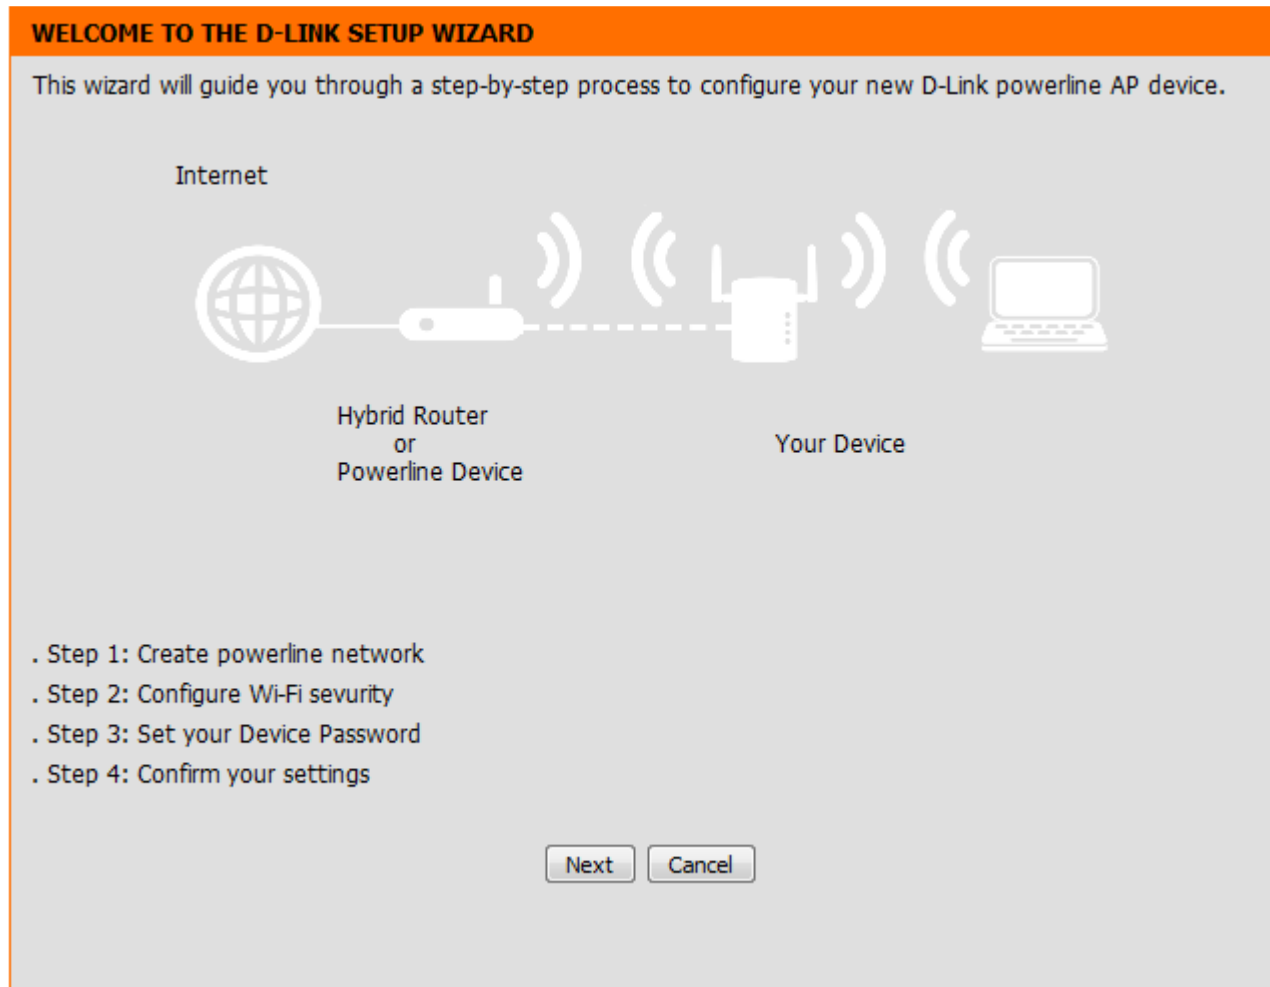 WELCOME TO THE D-LINK SETUP WIZARD
This wizard will guide you through a step-by-step process to configure your new D-Link powerline AP device.
Internet
Hybrid Router
or
Powerline Device
Your Device
. Step 1: Create powerline network
. Step 2: Configure Wi-Fi sevurity
. Step 3: Set your Device Password
. Step 4: Confirm your settings
Next Cancel